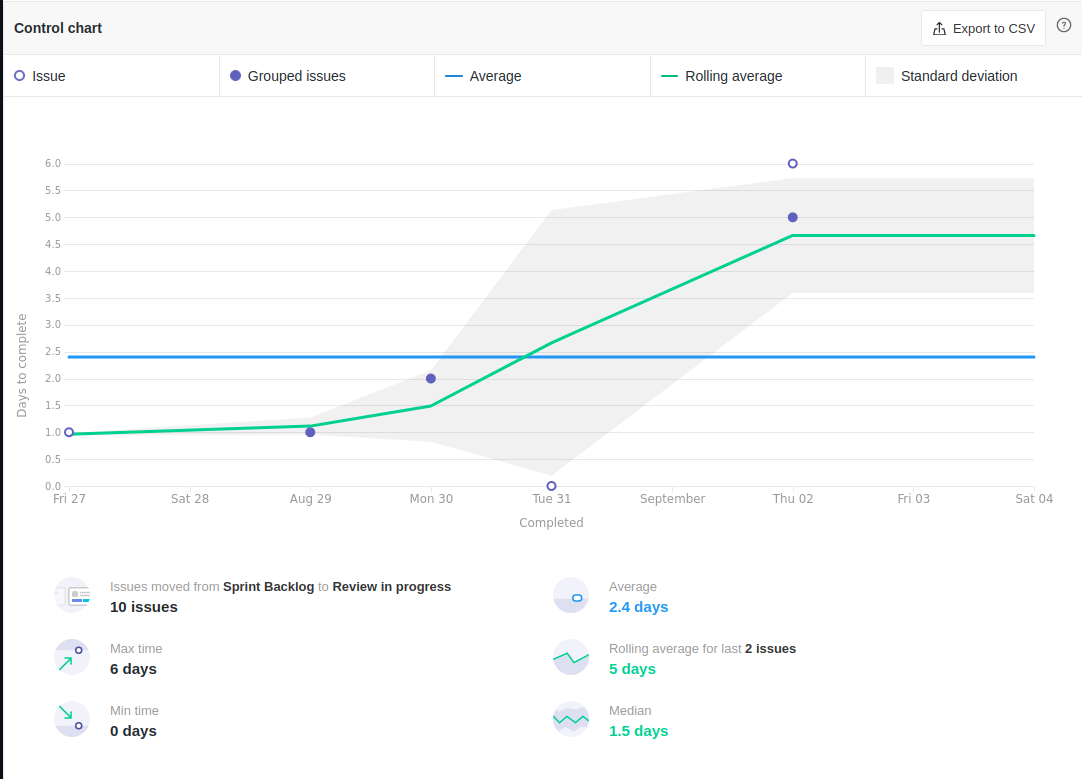 Control chart
Export to CSV
?
Issue
Grouped issues
Average
Rolling average
Standard deviation
Days to complete
6.0
5.5
5.0
4.5
4.0
3.5
3.0
2.5
2.0
1.5
1.0
0.5
0.0
Fri 27
Sat 28
Aug 29
Mon 30
Tue 31
September
Thu 02
Fri 03
Sat 04
Completed
Issues moved from Sprint Backlog to Review in progress
10 issues
Average
2.4 days
Max time
6 days
Rolling average for last 2 issues
5 days
Min time
0 days
Median
1.5 days